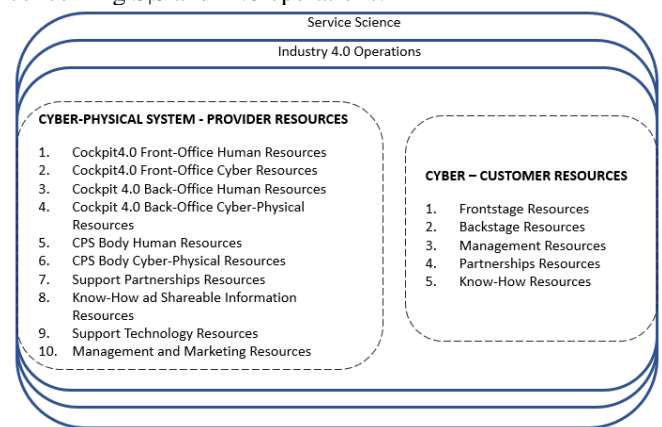 Service Science
Industry 4.0 Operations
CYBER-PHYSICAL SYSTEM - PROVIDER RESOURCES
1. Cockpit4.0 Front-Office Human Resources
2. Cockpit4.0 Front-Office Cyber Resources
3. Cockpit 4.0 Back-Office Human Resources
4. Cockpit 4.0 Back-Office Cyber-Physical
Resources
5. CPS Body Human Resources
6. CPS Body Cyber-Physical Resources
7. Support Partnerships Resources
8. Know-How ad Shareable Information
Resources
9. Support Technology Resources
10. Management and Marketing Resources
CYBER – CUSTOMER RESOURCES
1. Frontstage Resources
2. Backstage Resources
3. Management Resources
4. Partnerships Resources
5. Know-How Resources